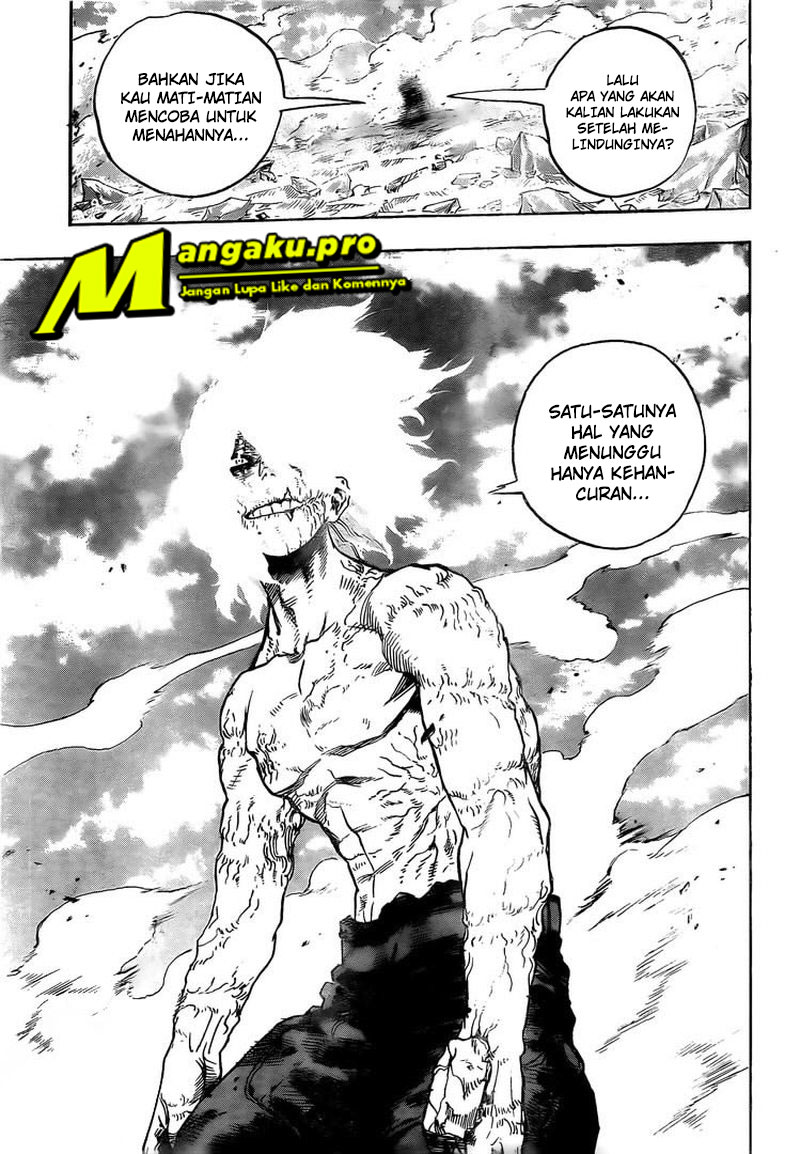 LALU
APA YANG AKAN
KALIAN LAKUKAN
SETELAH ME-
LINDUNGINYA?
BAHKAN JIKA
KAU MATI-MATIAN
MENCOBA UNTUK
MENAHANNYA...
Mangaku.pro
Jangan Lupa Like dan Komennya
SATU-SATUNYA
HAL YANG
MENUNGGU
HANYA KEHAN-
CURAN...